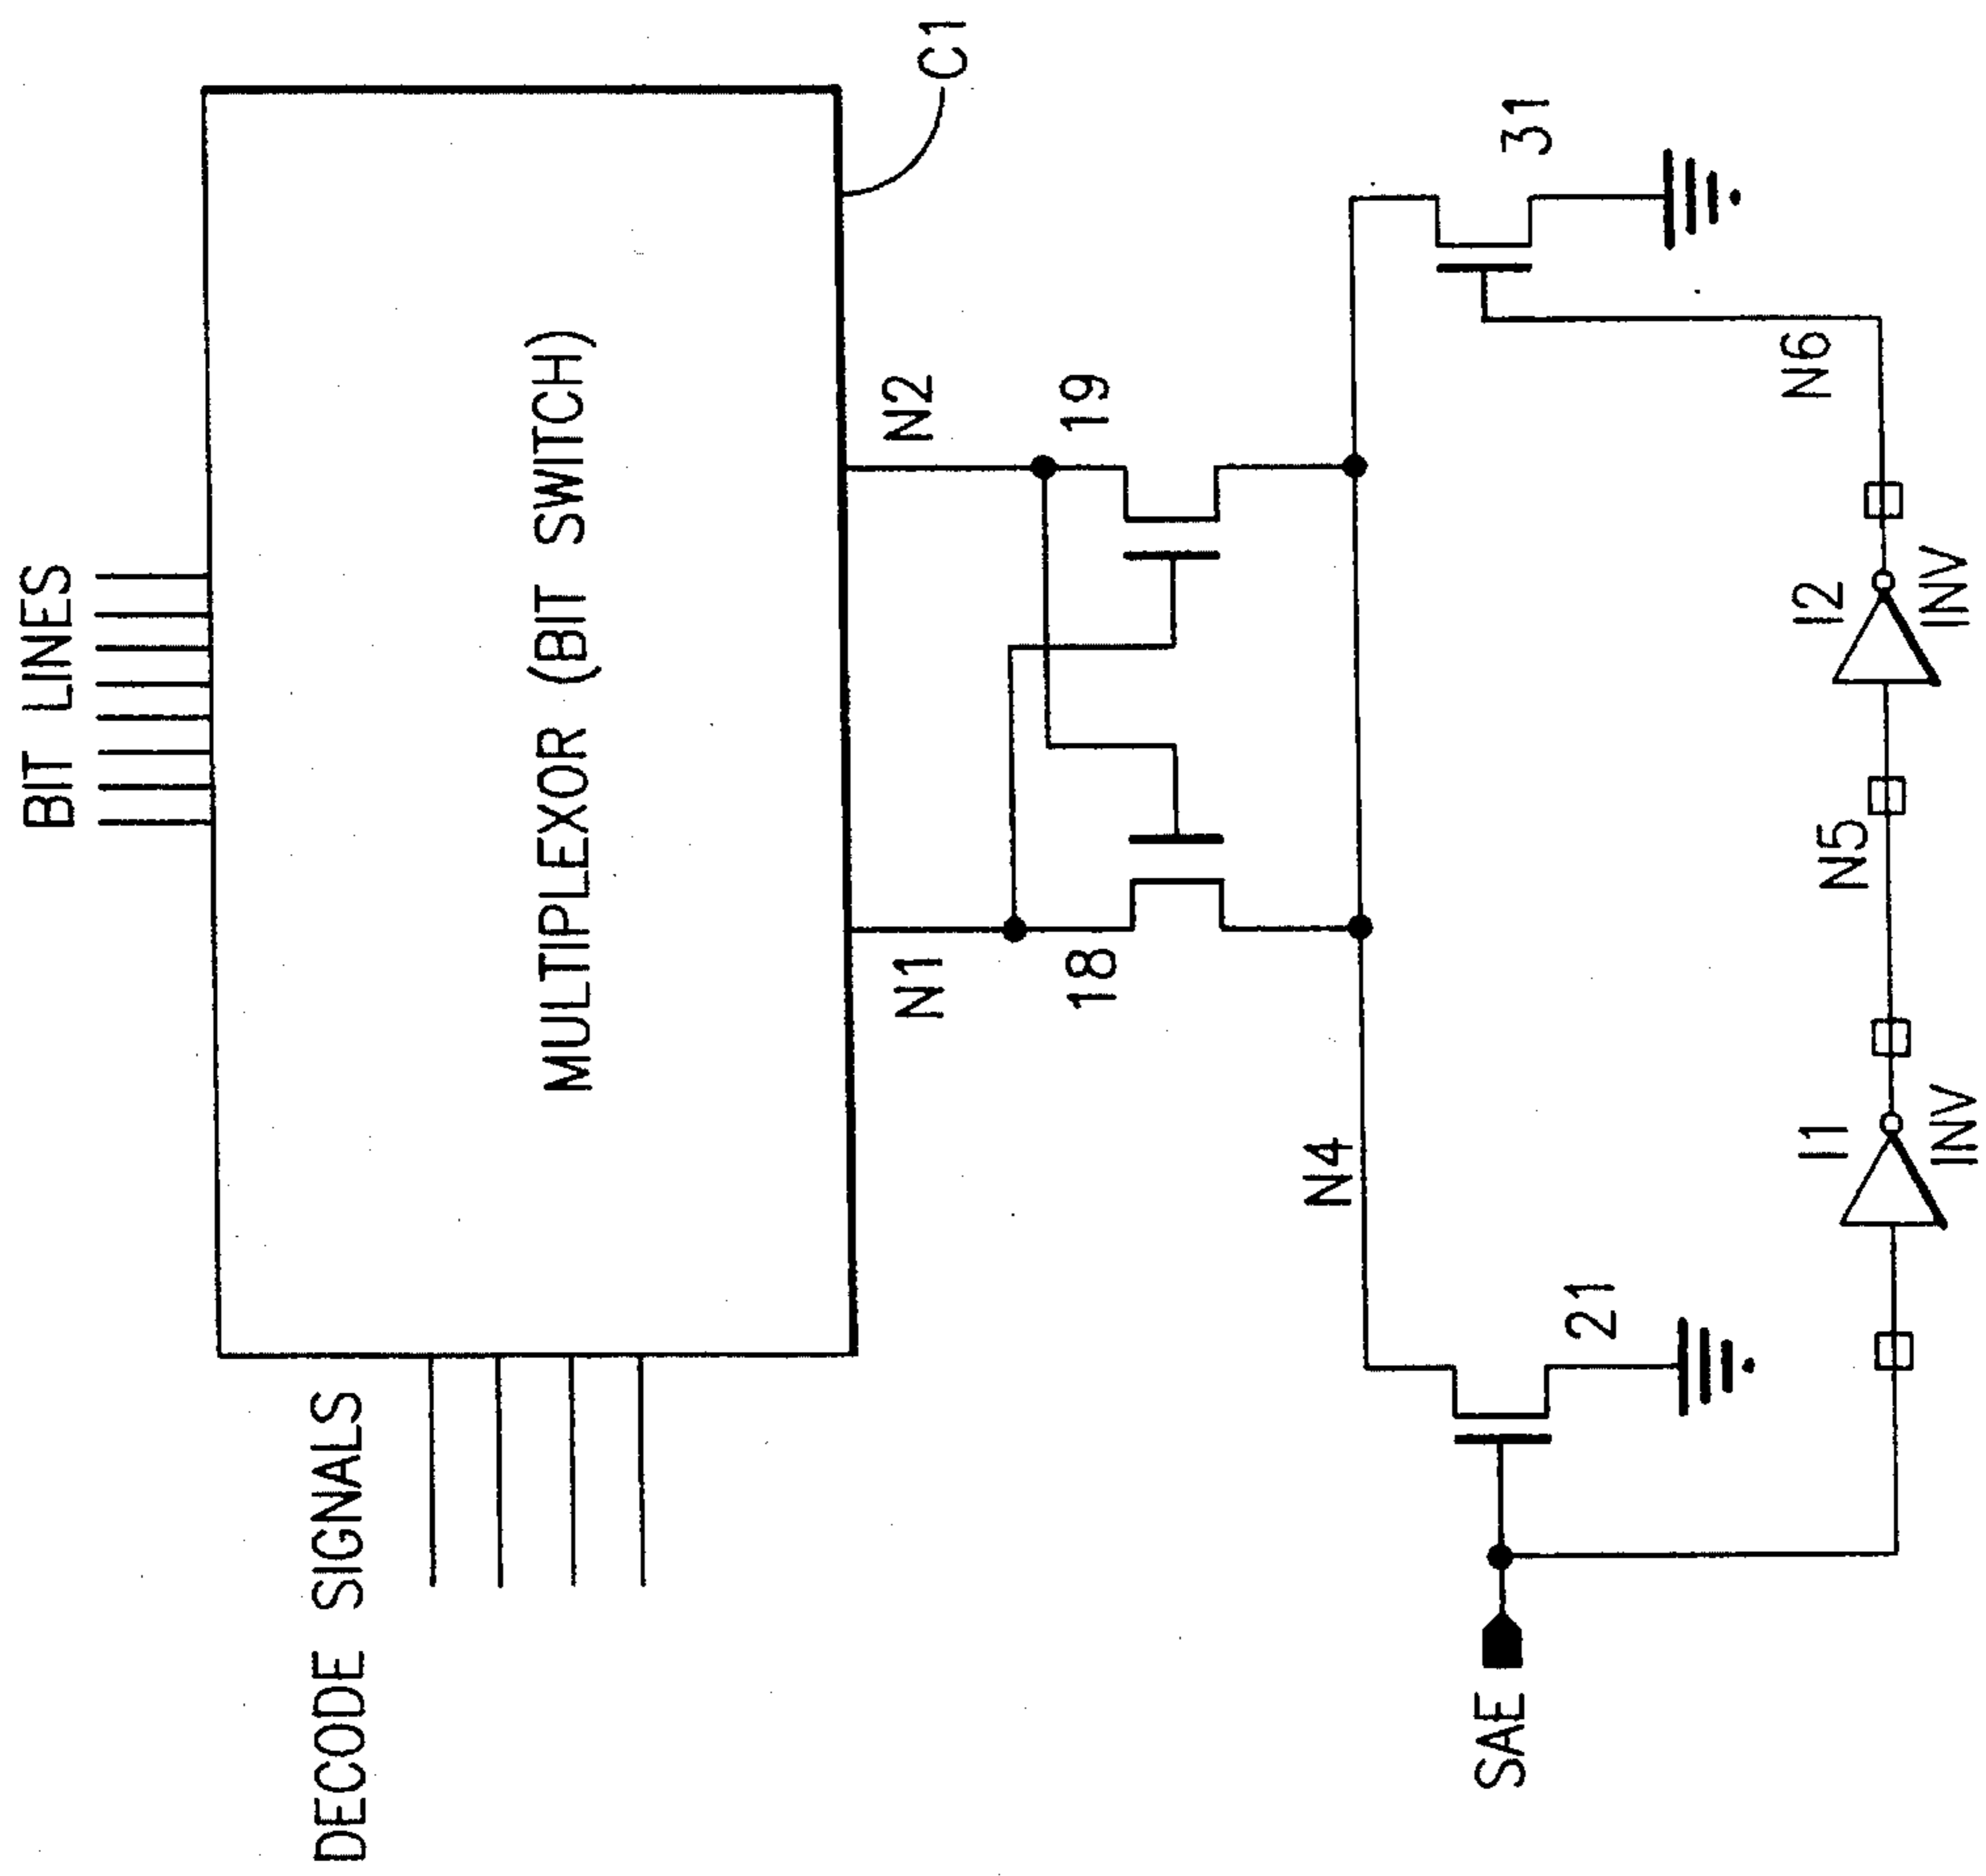 BIT LINES
DECODE SIGNALS
MULTIPLEXOR (BIT SWITCH)
C1
N1
N2
18
19
N4
21
31
SAE
I1
N5
I2
N6
INV
INV